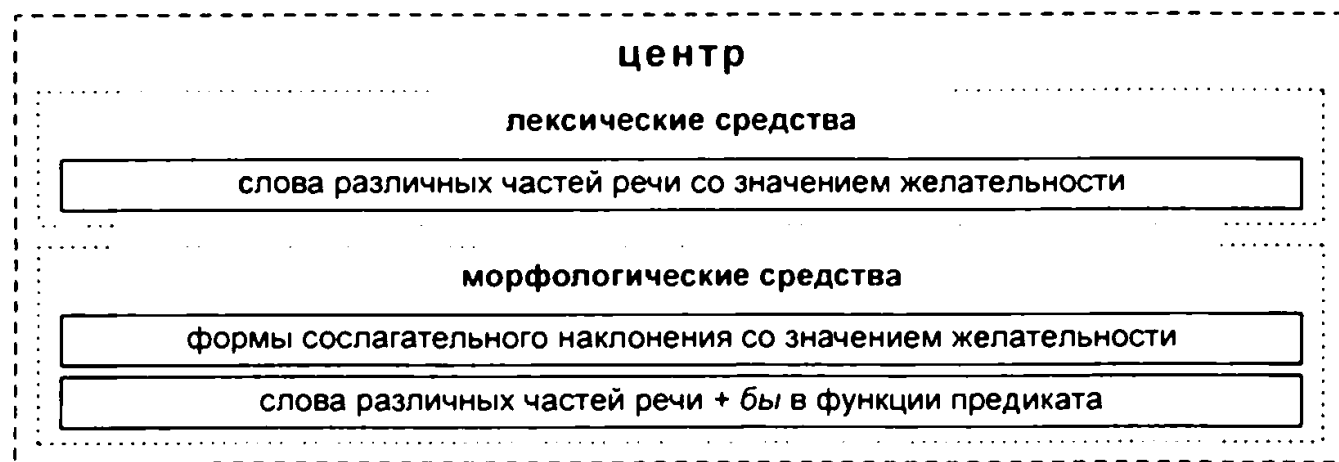 центр
лексические средства
слова различных частей речи со значением желательности
морфологические средства
формы сослагательного наклонения со значением желательности
слова различных частей речи + бы в функции предиката